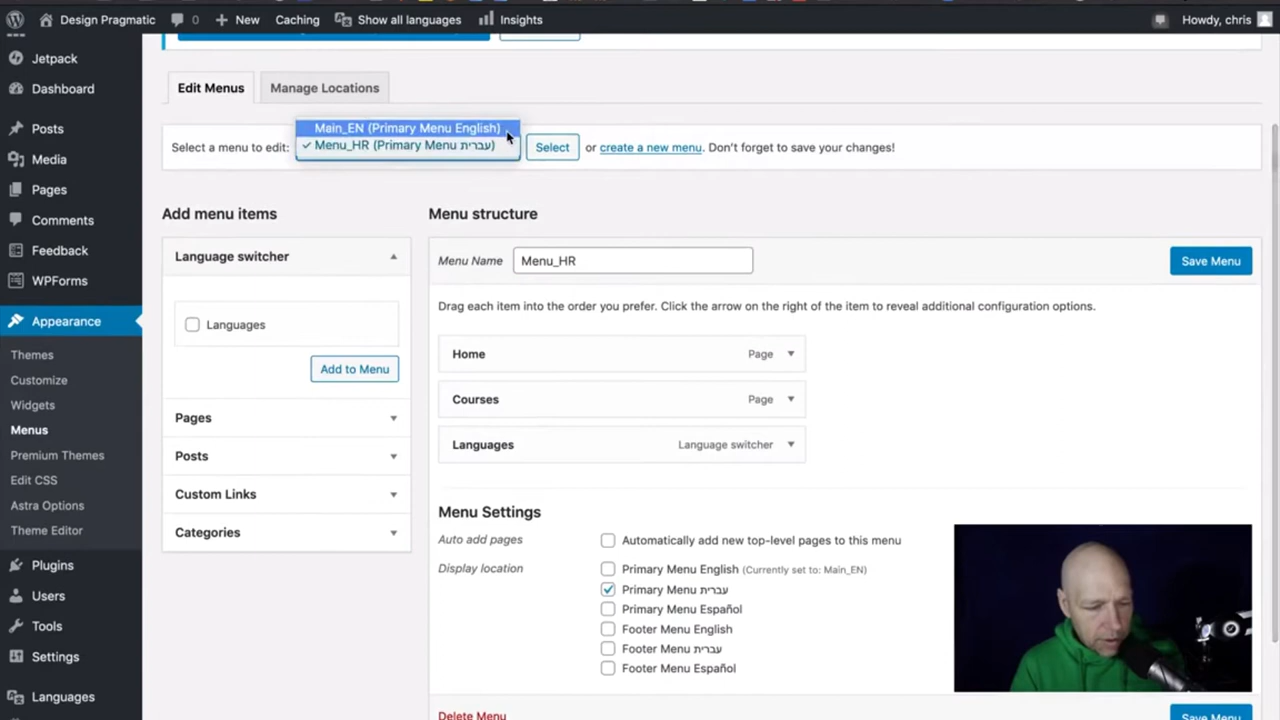 Design Pragmatic 0 + New Caching Show all languages Insights Howdy, chris
Jetpack
Dashboard
Posts
Media
Pages
Comments
Feedback
WPForms
Appearance
Themes
Customize
Widgets
Menus
Premium Themes
Edit CSS
Astra Options
Theme Editor
Plugins
Users
Tools
Settings
Languages
Edit Menus Manage Locations
Select a menu to edit:
Main_EN (Primary Menu English)
✓ Menu_HR (Primary Menu עברית)
Select or create a new menu. Don't forget to save your changes!
Add menu items
Language switcher
Languages
Add to Menu
Pages
Posts
Custom Links
Categories
Menu structure
Menu Name Menu_HR Save Menu
Drag each item into the order you prefer. Click the arrow on the right of the item to reveal additional configuration options.
Home Page
Courses Page
Languages Language switcher
Menu Settings
Auto add pages Automatically add new top-level pages to this menu
Display location Primary Menu English (Currently set to: Main_EN)
Primary Menu עברית
Primary Menu Español
Footer Menu English
Footer Menu עברית
Footer Menu Español
Delete Menu Save Menu